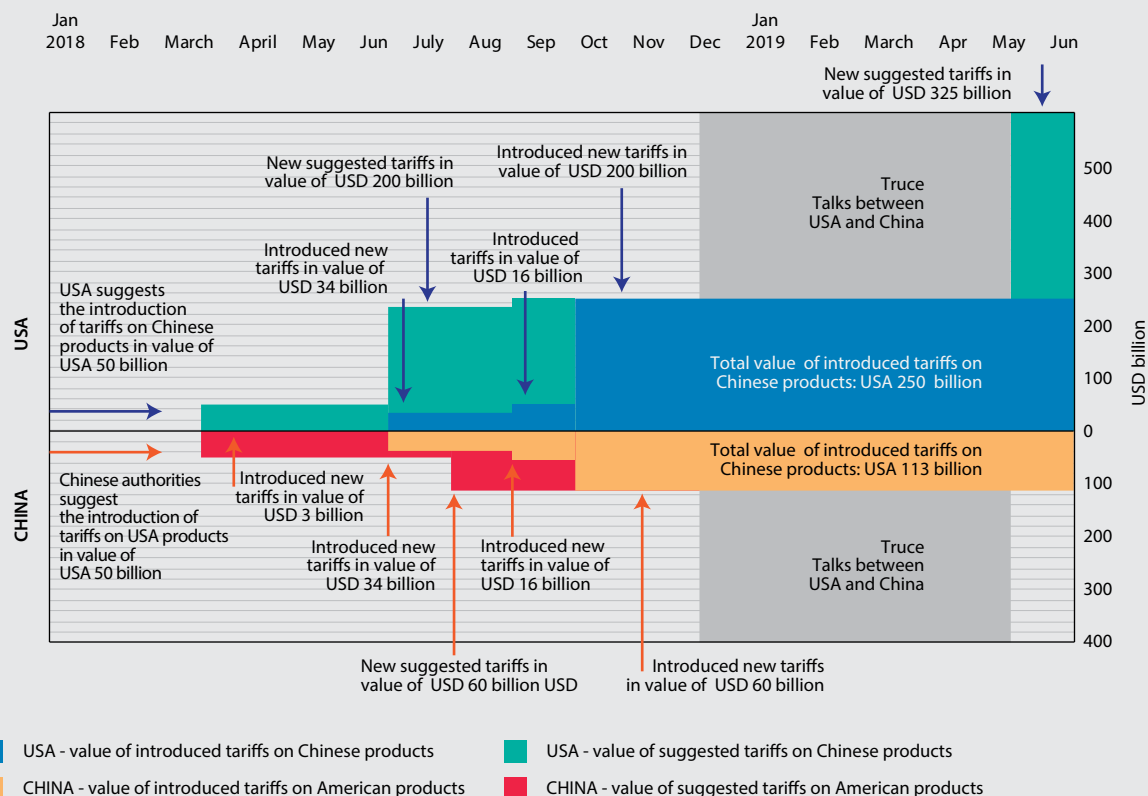 Jan
2018 Feb March April May Jun July Aug Sep Oct Nov Dec
Jan
2019 Feb March Apr May Jun
New suggested tariffs in
value of USD 325 billion
New suggested tariffs in
value of USD 200 billion
Introduced new tariffs in
value of USD 200 billion
Truce
Talks between
USA and China
Introduced new
tariffs in value of
USD 34 billion
Introduced
tariffs in value of
USD 16 billion
USA suggests
the introduction
of tariffs on Chinese
products in value of
USA 50 billion
USA
Total value of introduced tariffs on
Chinese products: USA 250 billion
500
400
300
200
100
0
100
200
300
400
USD billion
CHINA
Total value of introduced tariffs on
Chinese products: USA 113 billion
Chinese authorities
suggest
the introduction of
tariffs on USA products
in value of
USA 50 billion
Introduced new
tariffs in value of
USD 3 billion
Introduced new
tariffs in value of
USD 34 billion
Introduced new
tariffs in value of
USD 16 billion
Truce
Talks between
USA and China
New suggested tariffs in
value of USD 60 billion USD
Introduced new tariffs
in value of USD 60 billion
USA - value of introduced tariffs on Chinese products
USA - value of suggested tariffs on Chinese products
CHINA - value of introduced tariffs on American products
CHINA - value of suggested tariffs on American products